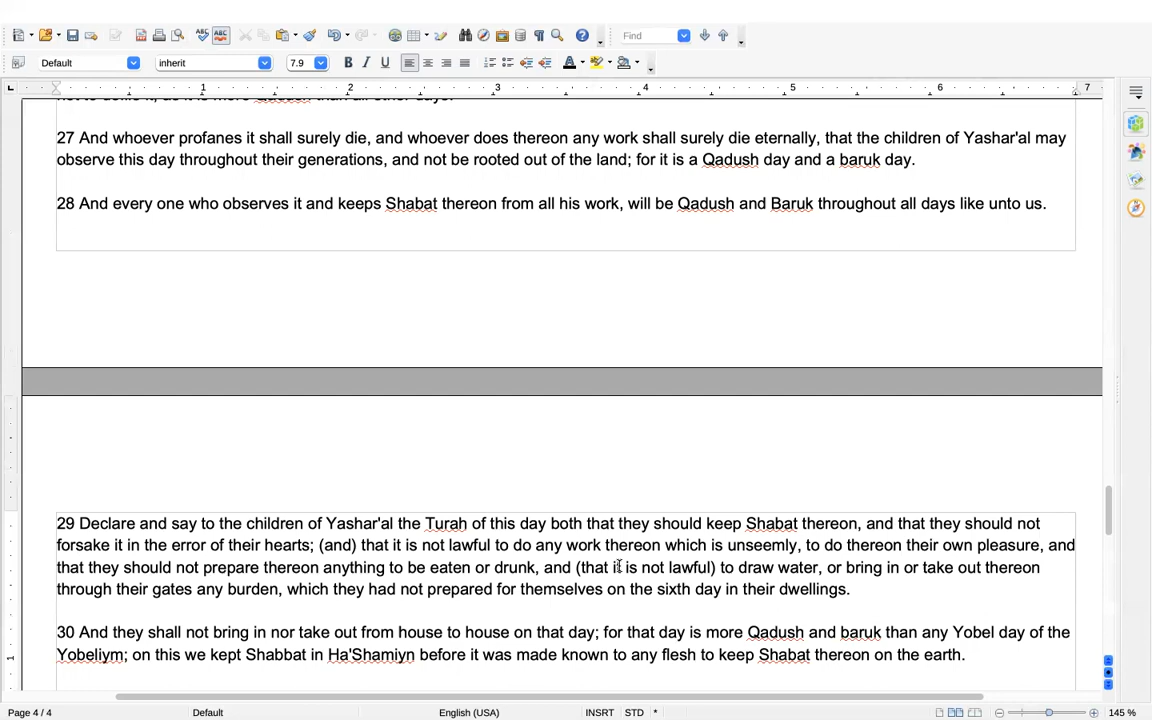 Find
Default
inherit
7.9
1 2 3 4 5 6 7
27 And whoever profanes it shall surely die, and whoever does thereon any work shall surely die eternally, that the children of Yashar'al may
observe this day throughout their generations, and not be rooted out of the land; for it is a Qadush day and a baruk day.
28 And every one who observes it and keeps Shabat thereon from all his work, will be Qadush and Baruk throughout all days like unto us.
29 Declare and say to the children of Yashar'al the Turah of this day both that they should keep Shabat thereon, and that they should not
forsake it in the error of their hearts; (and) that it is not lawful to do any work thereon which is unseemly, to do thereon their own pleasure, and
that they should not prepare thereon anything to be eaten or drunk, and (that it is not lawful) to draw water, or bring in or take out thereon
through their gates any burden, which they had not prepared for themselves on the sixth day in their dwellings.
30 And they shall not bring in nor take out from house to house on that day; for that day is more Qadush and baruk than any Yobel day of the
Yobeliym; on this we kept Shabbat in Ha'Shamiyn before it was made known to any flesh to keep Shabat thereon on the earth.
1
Page 4 / 4
Default
English (USA)
INSRT
STD
*
145 %